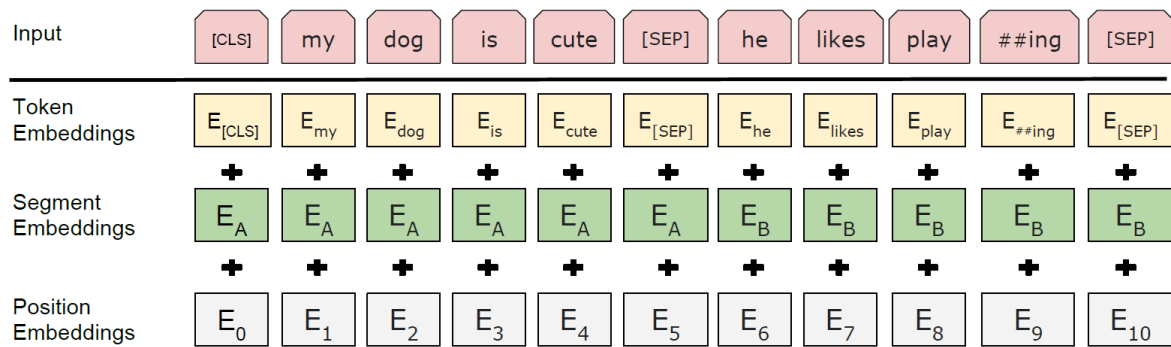 Input [CLS] my dog is cute [SEP] he likes play ##ing [SEP]
Token
Embeddings
E[CLS] Emy Edog Eis Ecute E[SEP] Ehe Elikes Eplay E##ing E[SEP]
+ + + + + + + + + + +
Segment
Embeddings
EA EA EA EA EA EA EB EB EB EB EB
+ + + + + + + + + + +
Position
Embeddings
E0 E1 E2 E3 E4 E5 E6 E7 E8 E9 E10